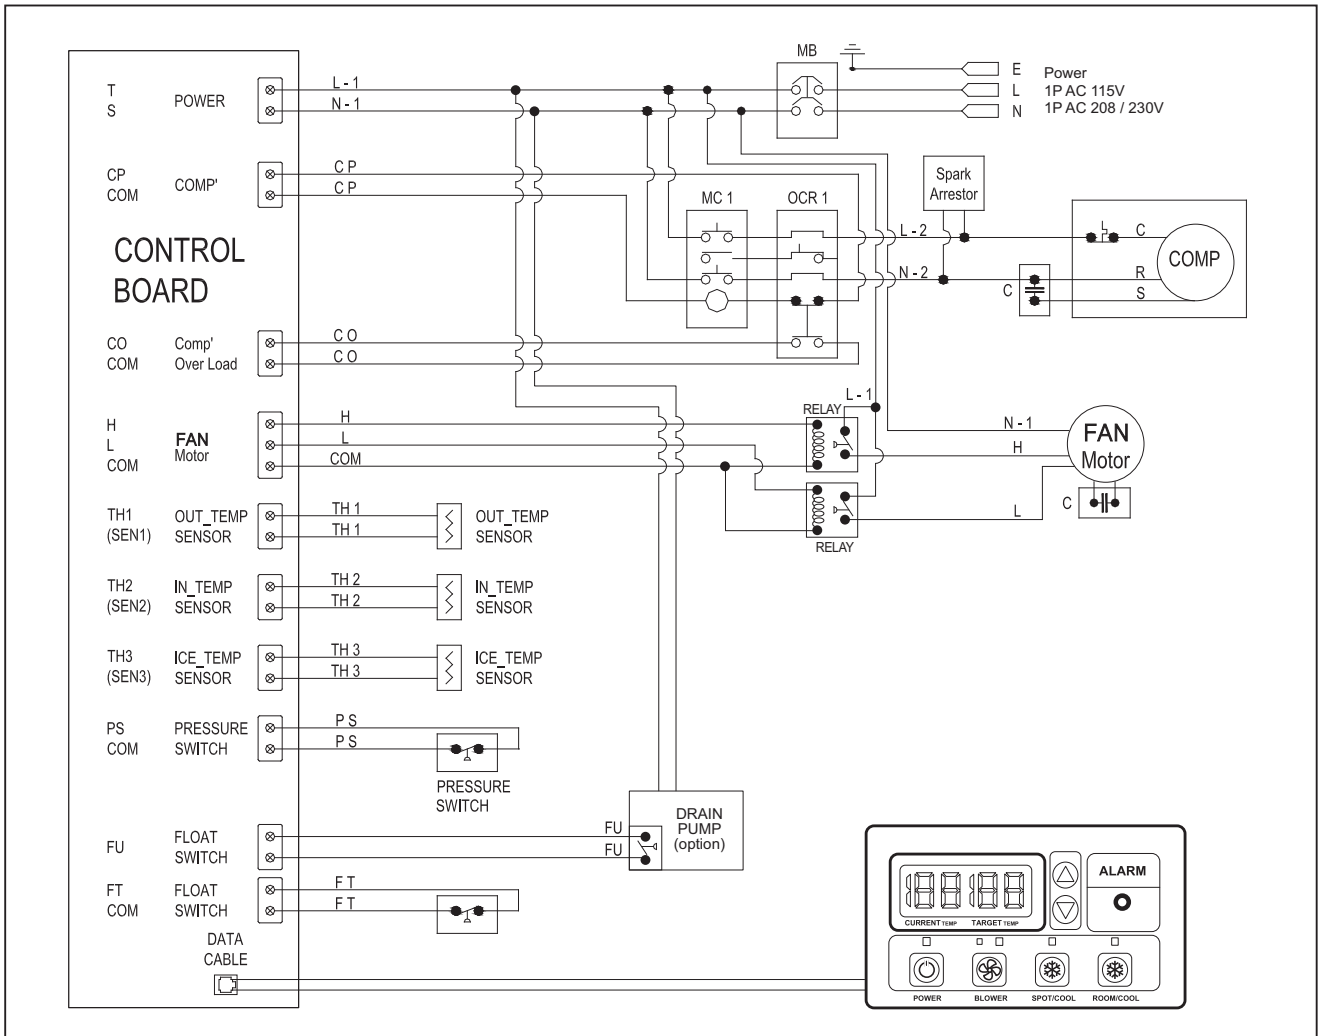 MB
E
Power
L
1P AC 115V
N
1P AC 208 / 230V
T
S
POWER
L - 1
N - 1
CP
COM
COMP'
C P
C P
Spark
Arrestor
MC 1
OCR 1
L - 2
N - 2
C
C
R
S
COMP
CONTROL
BOARD
CO
COM
Comp'
Over Load
C O
C O
H
L
COM
FAN
Motor
H
L
COM
L - 1
RELAY
RELAY
N - 1
H
L
FAN
Motor
C
TH1
(SEN1)
OUT_TEMP
SENSOR
TH 1
TH 1
OUT_TEMP
SENSOR
TH2
(SEN2)
IN_TEMP
SENSOR
TH 2
TH 2
IN_TEMP
SENSOR
TH3
(SEN3)
ICE_TEMP
SENSOR
TH 3
TH 3
ICE_TEMP
SENSOR
PS
COM
PRESSURE
SWITCH
P S
P S
PRESSURE
SWITCH
FU
FLOAT
SWITCH
FU
FU
DRAIN
PUMP
(option)
FT
COM
FLOAT
SWITCH
F T
F T
DATA
CABLE
188 188
CURRENT TEMP
TARGET TEMP
ALARM
POWER
BLOWER
SPOT/COOL
ROOM/COOL